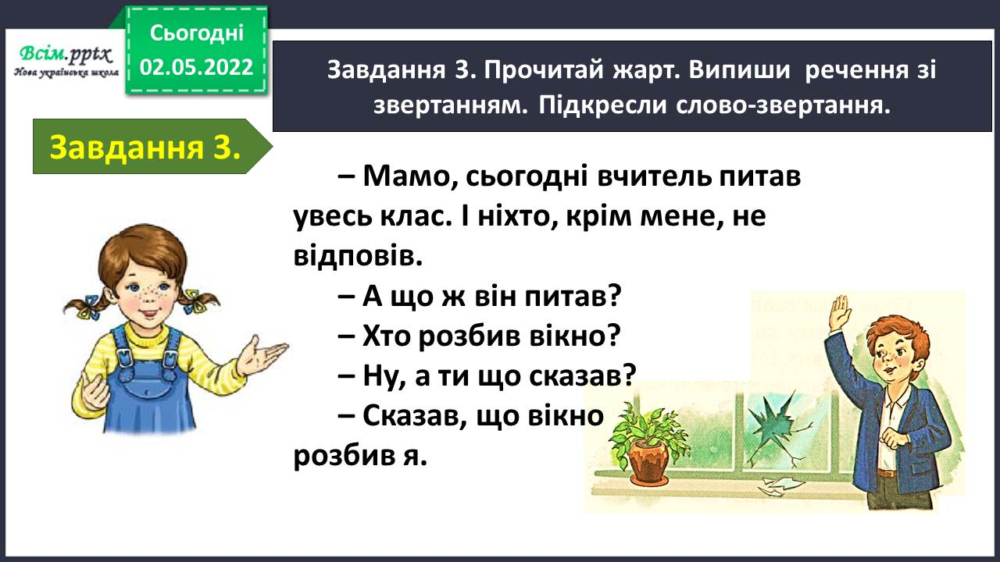 Сьогодні
02.05.2022
Всім.pptx
Нова українська школа
Завдання 3. Прочитай жарт. Випиши речення зі
звертанням. Підкресли слово-звертання.
Завдання 3.
– Мамо, сьогодні вчитель питав
увесь клас. І ніхто, крім мене, не
відповів.
– А що ж він питав?
– Хто розбив вікно?
– Ну, а ти що сказав?
– Сказав, що вікно
розбив я.